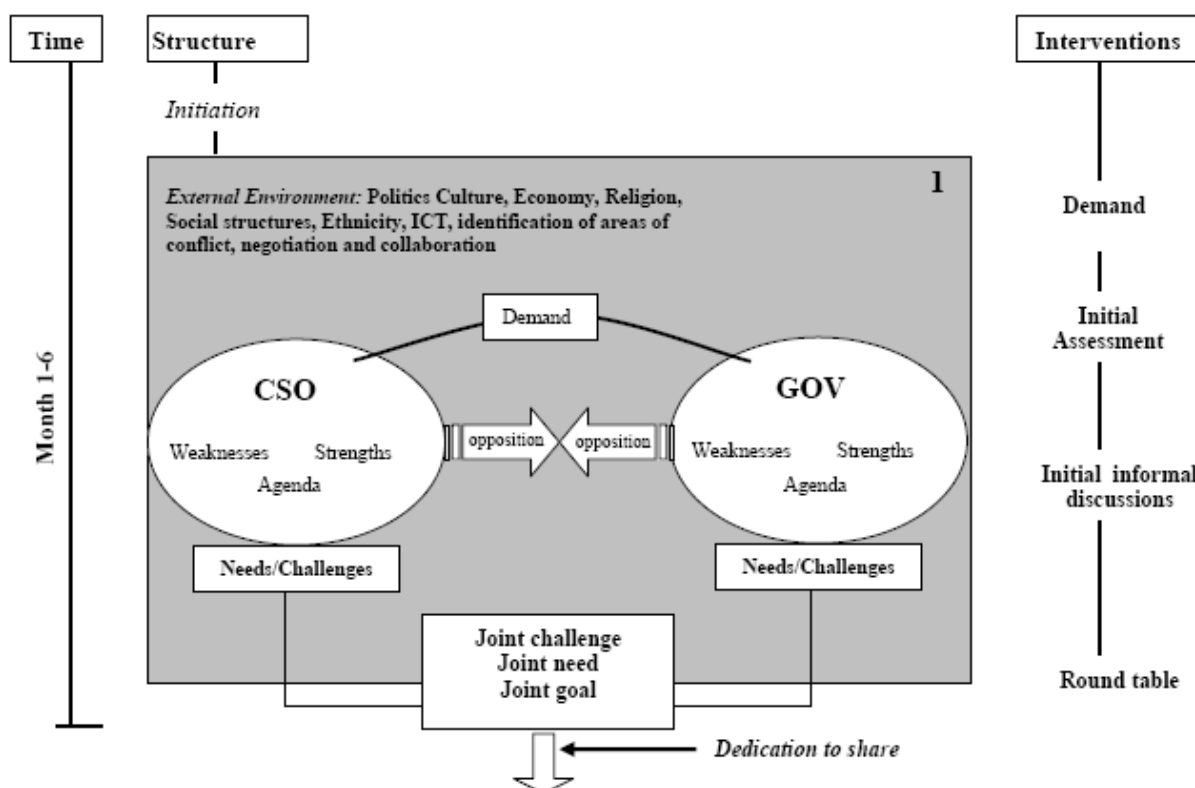 Time
Structure
Interventions
Initiation
1
External Environment: Politics Culture, Economy, Religion,
Social structures, Ethnicity, ICT, identification of areas of
conflict, negotiation and collaboration
Demand
Demand
Initial
Assessment
Month 1-6
CSO
GOV
opposition
opposition
Weaknesses
Strengths
Agenda
Weaknesses
Strengths
Agenda
Initial informal
discussions
Needs/Challenges
Needs/Challenges
Joint challenge
Joint need
Joint goal
Round table
Dedication to share